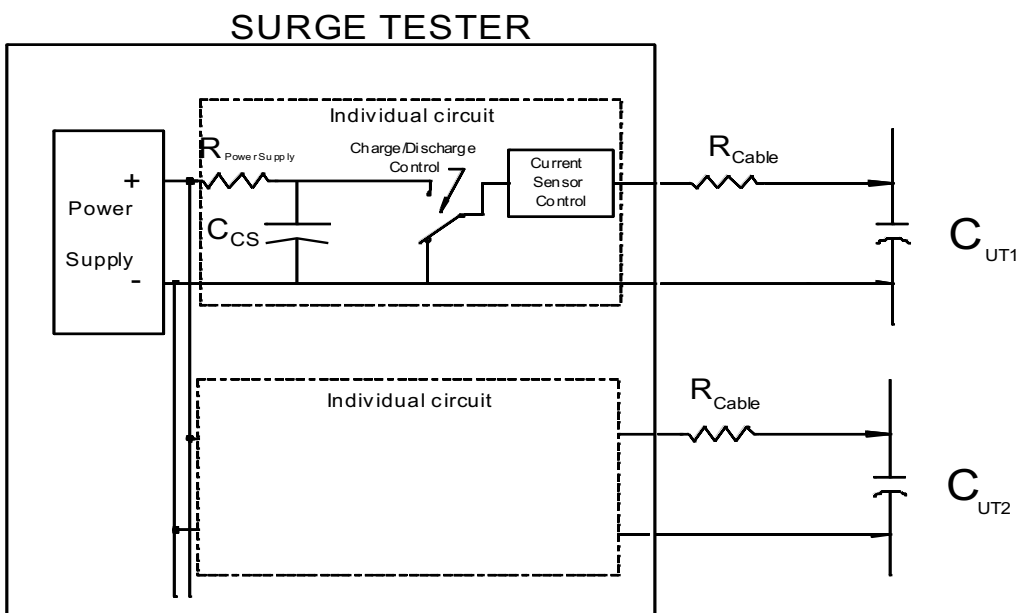 SURGE TESTER
Individual circuit
R Power Supply
Charge/Discharge
Control
Current
Sensor
Control
R Cable
+
Power
Supply
-
C CS
C UT1
Individual circuit
R Cable
C UT2